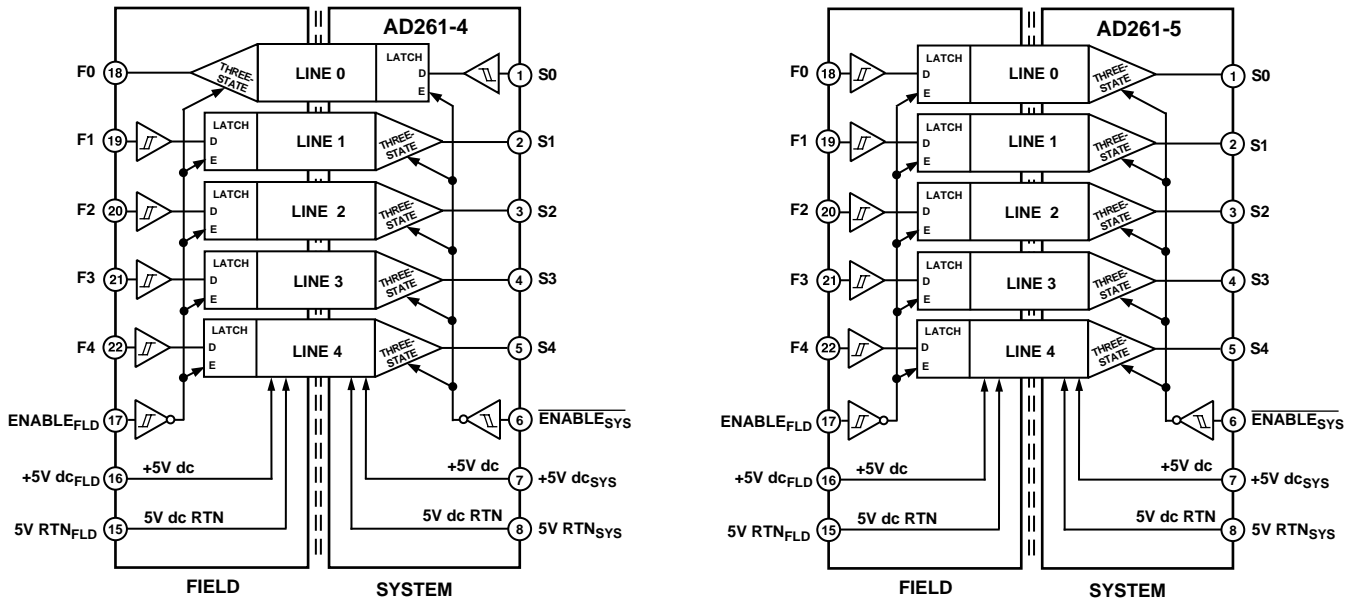 AD261-4
F0 18 THREE-STATE LINE 0 LATCH D E 1 S0
F1 19 LATCH D E LINE 1 THREE-STATE 2 S1
F2 20 LATCH D E LINE 2 THREE-STATE 3 S2
F3 21 LATCH D E LINE 3 THREE-STATE 4 S3
F4 22 LATCH D E LINE 4 THREE-STATE 5 S4
ENABLEFLD 17 6 ENABLESYS
+5V dcFLD 16 +5V dc +5V dc 7 +5V dcSYS
5V RTNFLD 15 5V dc RTN 5V dc RTN 8 5V RTNSYS
FIELD SYSTEM
AD261-5
F0 18 LATCH D E LINE 0 THREE-STATE 1 S0
F1 19 LATCH D E LINE 1 THREE-STATE 2 S1
F2 20 LATCH D E LINE 2 THREE-STATE 3 S2
F3 21 LATCH D E LINE 3 THREE-STATE 4 S3
F4 22 LATCH D E LINE 4 THREE-STATE 5 S4
ENABLEFLD 17 6 ENABLESYS
+5V dcFLD 16 +5V dc +5V dc 7 +5V dcSYS
5V RTNFLD 15 5V dc RTN 5V dc RTN 8 5V RTNSYS
FIELD SYSTEM